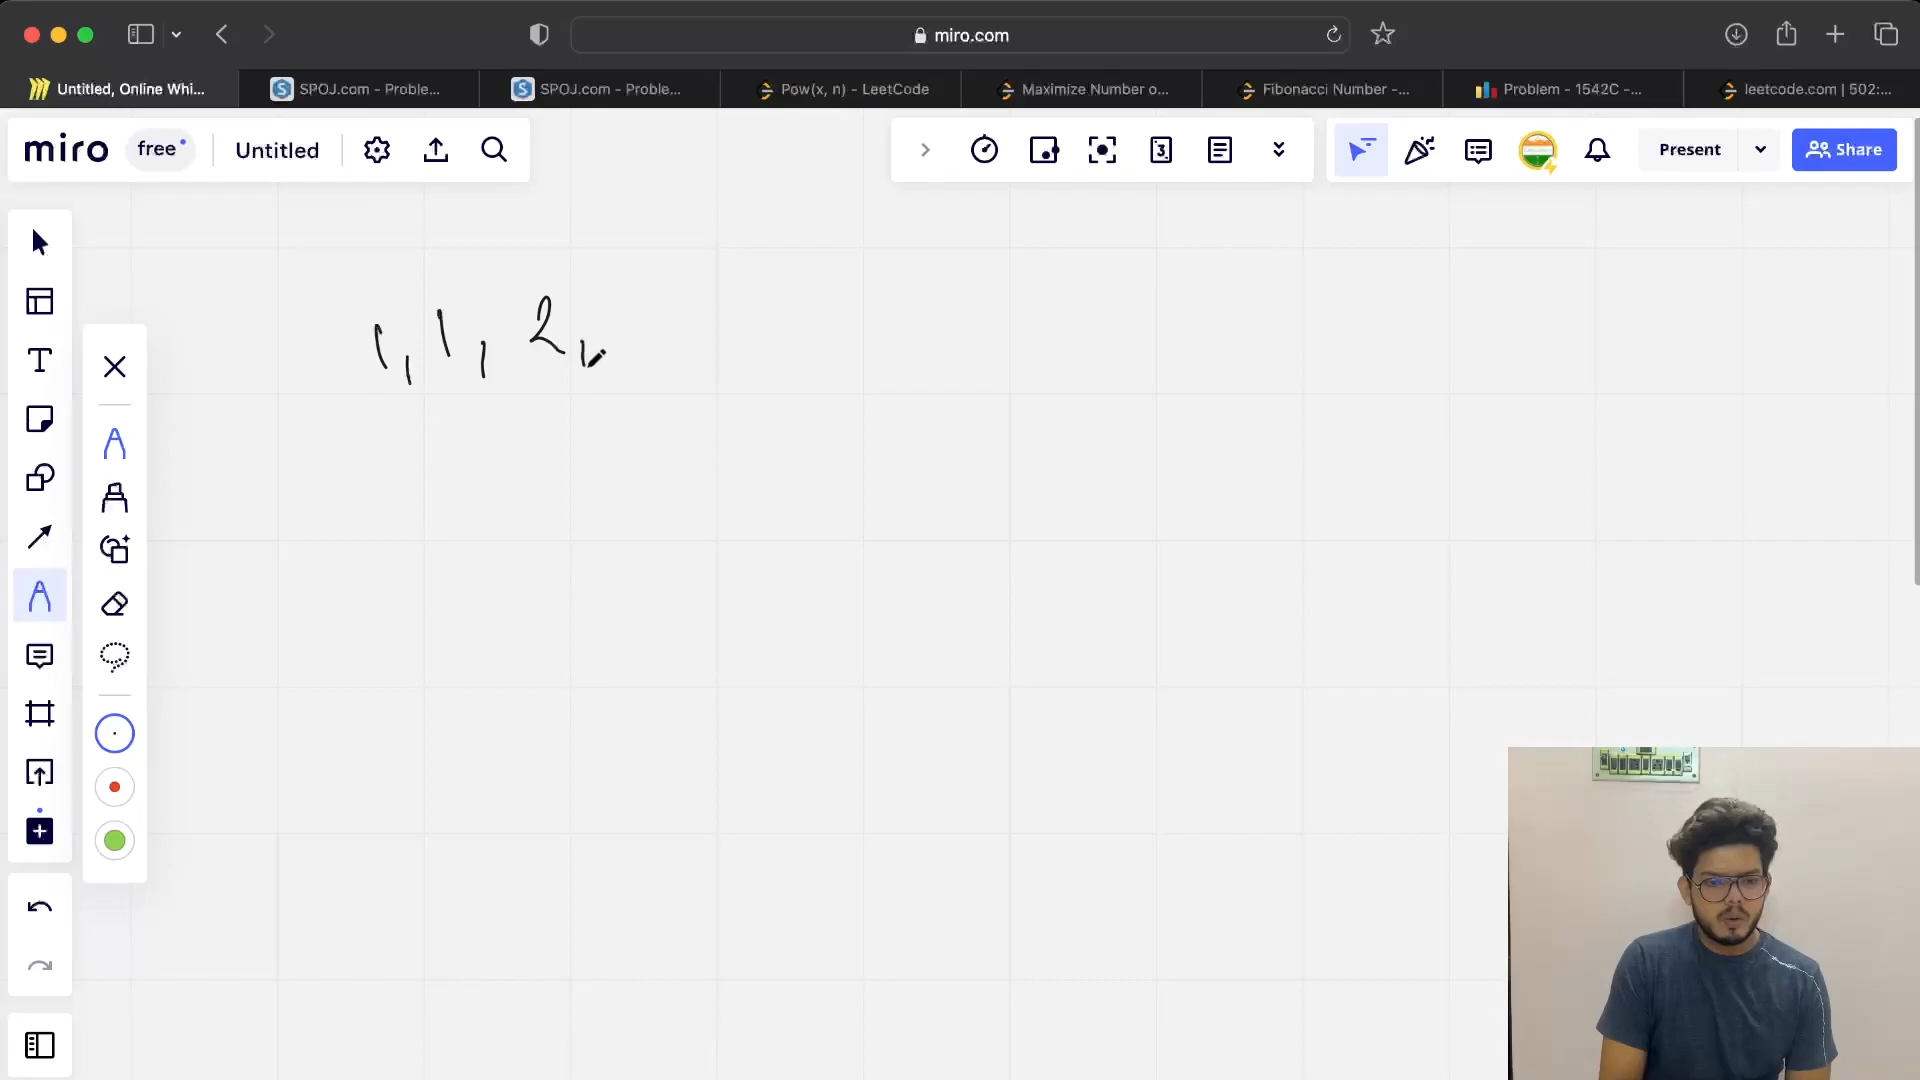 miro.com
Untitled, Online Whi...
SPOJ.com - Proble...
SPOJ.com - Proble...
Pow(x, n) - LeetCode
Maximize Number o...
Fibonacci Number -...
Problem - 1542C -...
leetcode.com | 502:...
miro free Untitled
3
Present
Share
1, 1, 2,